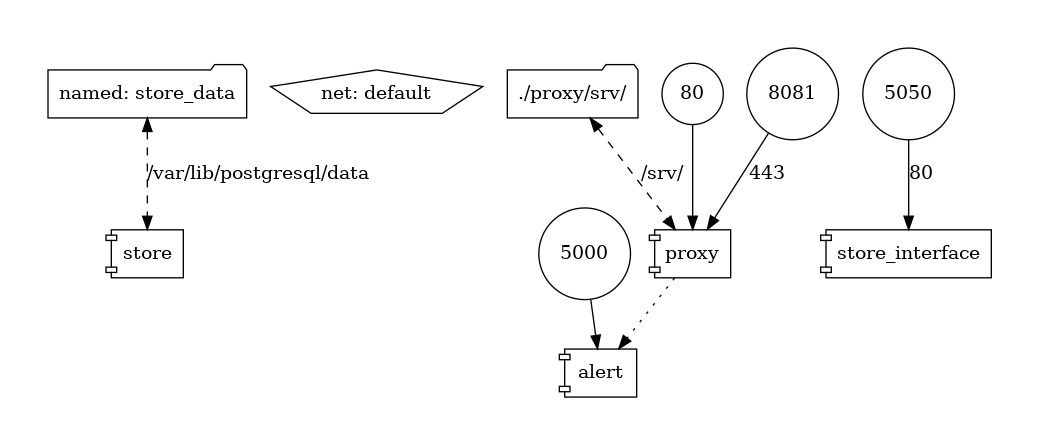 named: store_data
net: default
./proxy/srv/
80
8081
5050
/var/lib/postgresql/data
/srv/
443
80
store
5000
proxy
store_interface
alert